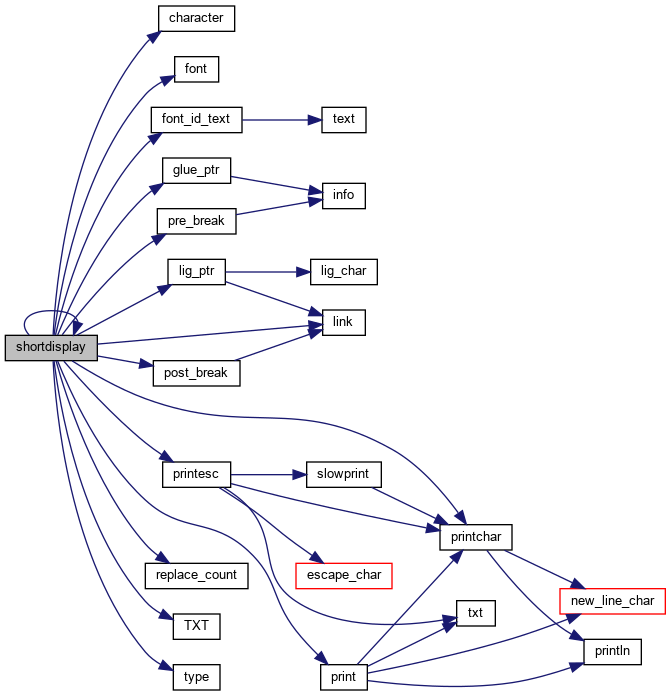 character
font
font_id_text
text
glue_ptr
info
pre_break
lig_ptr
lig_char
link
shortdisplay
post_break
printesc
slowprint
printchar
replace_count
escape_char
new_line_char
TXT
txt
println
type
print